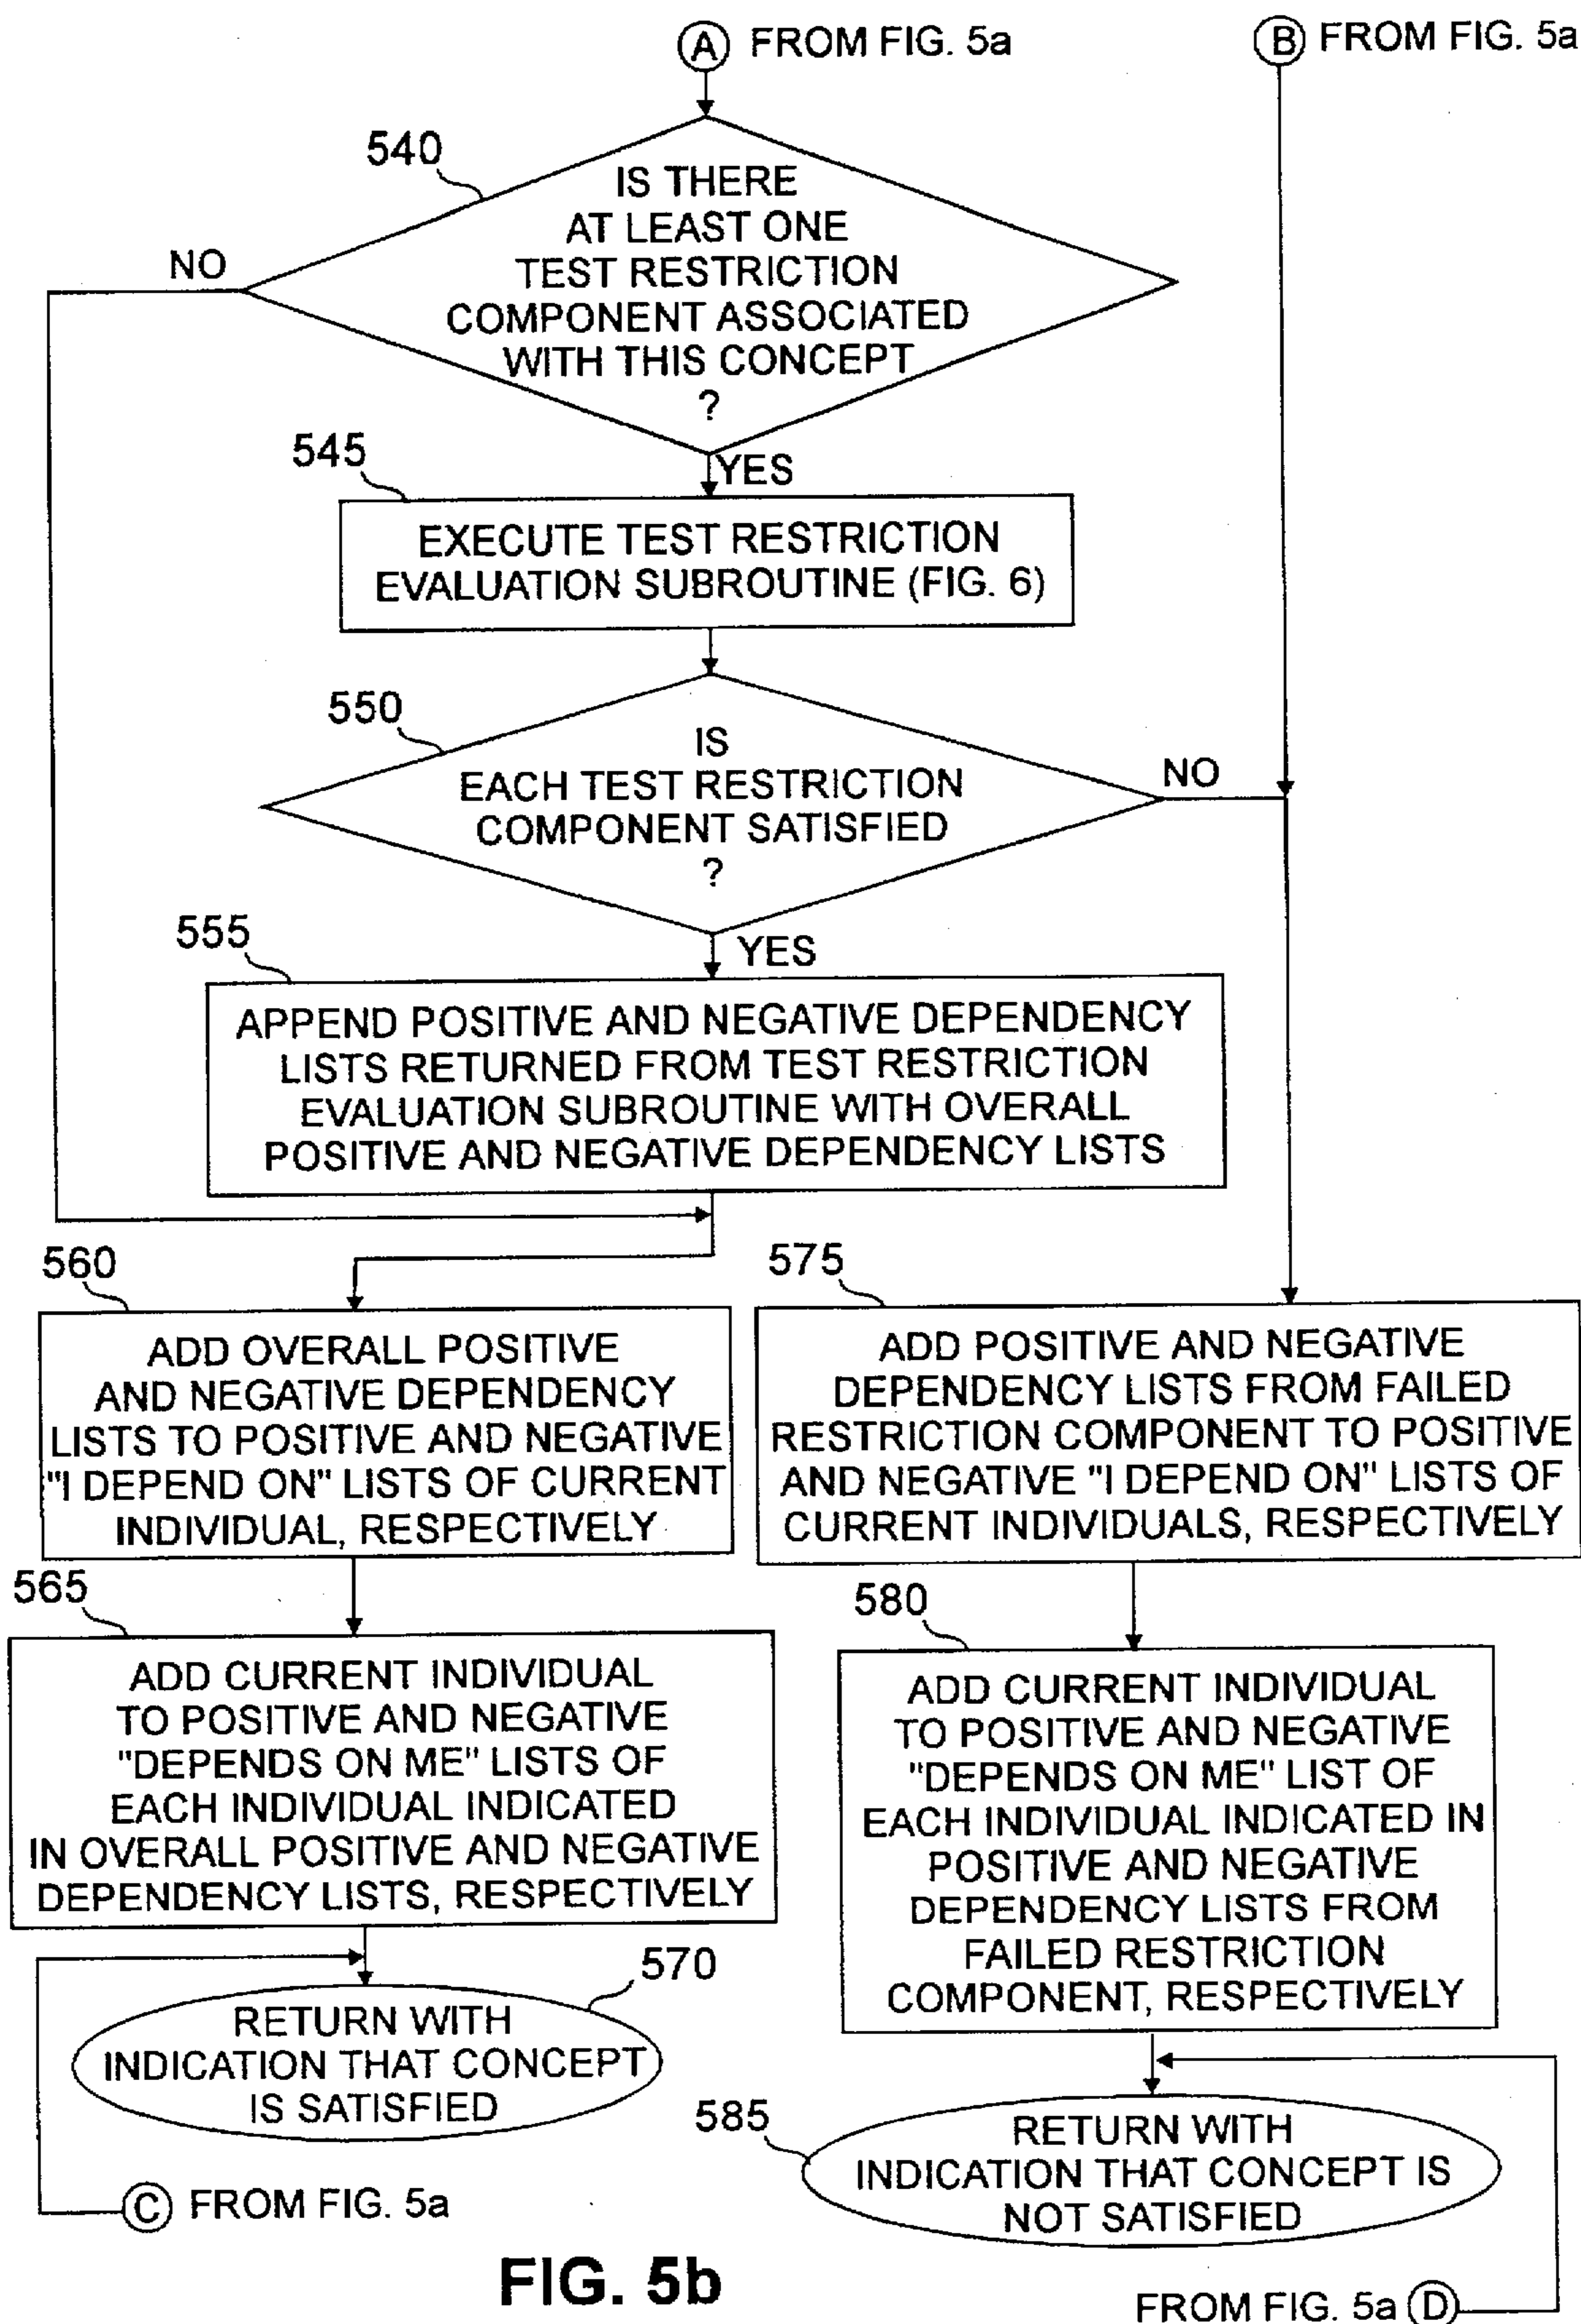 A FROM FIG. 5a
B FROM FIG. 5a
540
IS THERE
AT LEAST ONE
TEST RESTRICTION
COMPONENT ASSOCIATED
WITH THIS CONCEPT
?
NO
YES
545
EXECUTE TEST RESTRICTION
EVALUATION SUBROUTINE (FIG. 6)
550
IS
EACH TEST RESTRICTION
COMPONENT SATISFIED
?
NO
YES
555
APPEND POSITIVE AND NEGATIVE DEPENDENCY
LISTS RETURNED FROM TEST RESTRICTION
EVALUATION SUBROUTINE WITH OVERALL
POSITIVE AND NEGATIVE DEPENDENCY LISTS
560
ADD OVERALL POSITIVE
AND NEGATIVE DEPENDENCY
LISTS TO POSITIVE AND NEGATIVE
"I DEPEND ON" LISTS OF CURRENT
INDIVIDUAL, RESPECTIVELY
575
ADD POSITIVE AND NEGATIVE
DEPENDENCY LISTS FROM FAILED
RESTRICTION COMPONENT TO POSITIVE
AND NEGATIVE "I DEPEND ON" LISTS OF
CURRENT INDIVIDUALS, RESPECTIVELY
565
ADD CURRENT INDIVIDUAL
TO POSITIVE AND NEGATIVE
"DEPENDS ON ME" LISTS OF
EACH INDIVIDUAL INDICATED
IN OVERALL POSITIVE AND NEGATIVE
DEPENDENCY LISTS, RESPECTIVELY
580
ADD CURRENT INDIVIDUAL
TO POSITIVE AND NEGATIVE
"DEPENDS ON ME" LIST OF
EACH INDIVIDUAL INDICATED IN
POSITIVE AND NEGATIVE
DEPENDENCY LISTS FROM
FAILED RESTRICTION
COMPONENT, RESPECTIVELY
570
RETURN WITH
INDICATION THAT CONCEPT
IS SATISFIED
585
RETURN WITH
INDICATION THAT CONCEPT IS
NOT SATISFIED
C FROM FIG. 5a
FIG. 5b
FROM FIG. 5a D